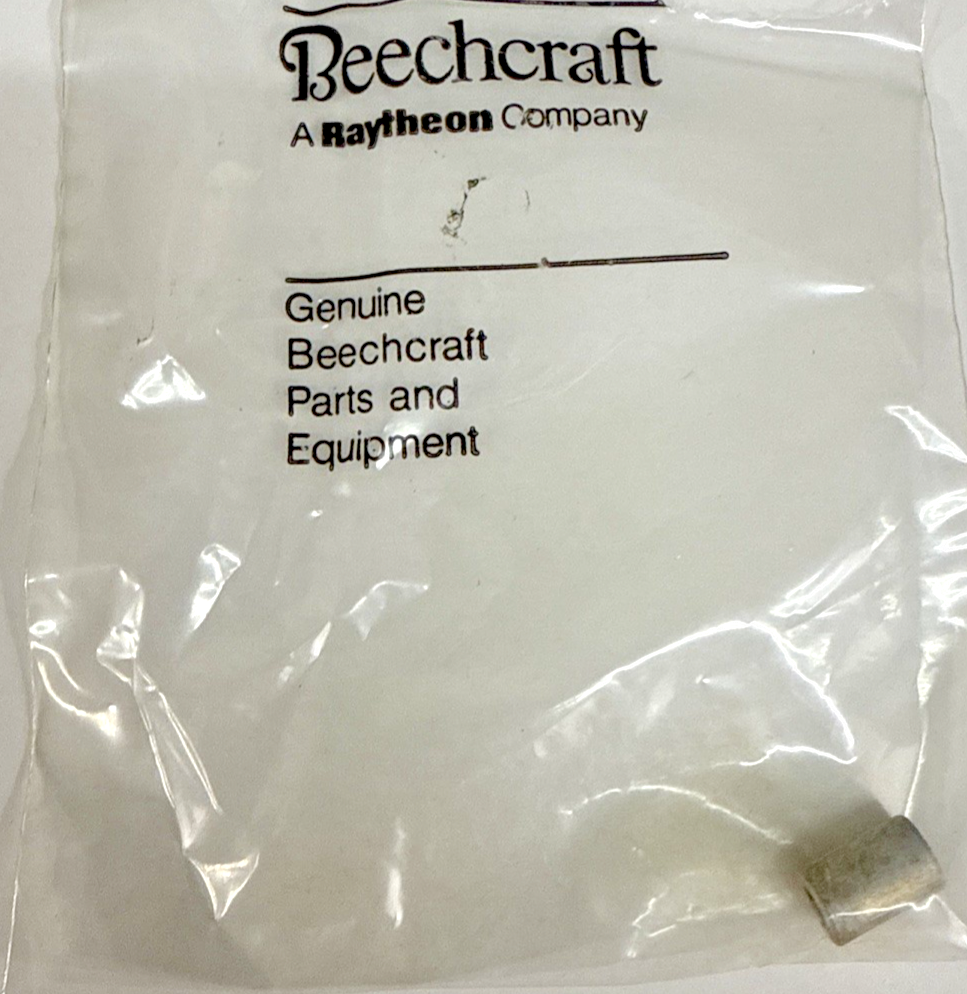 Beechcraft
A Raytheon Company
Genuine
Beechcraft
Parts and
Equipment